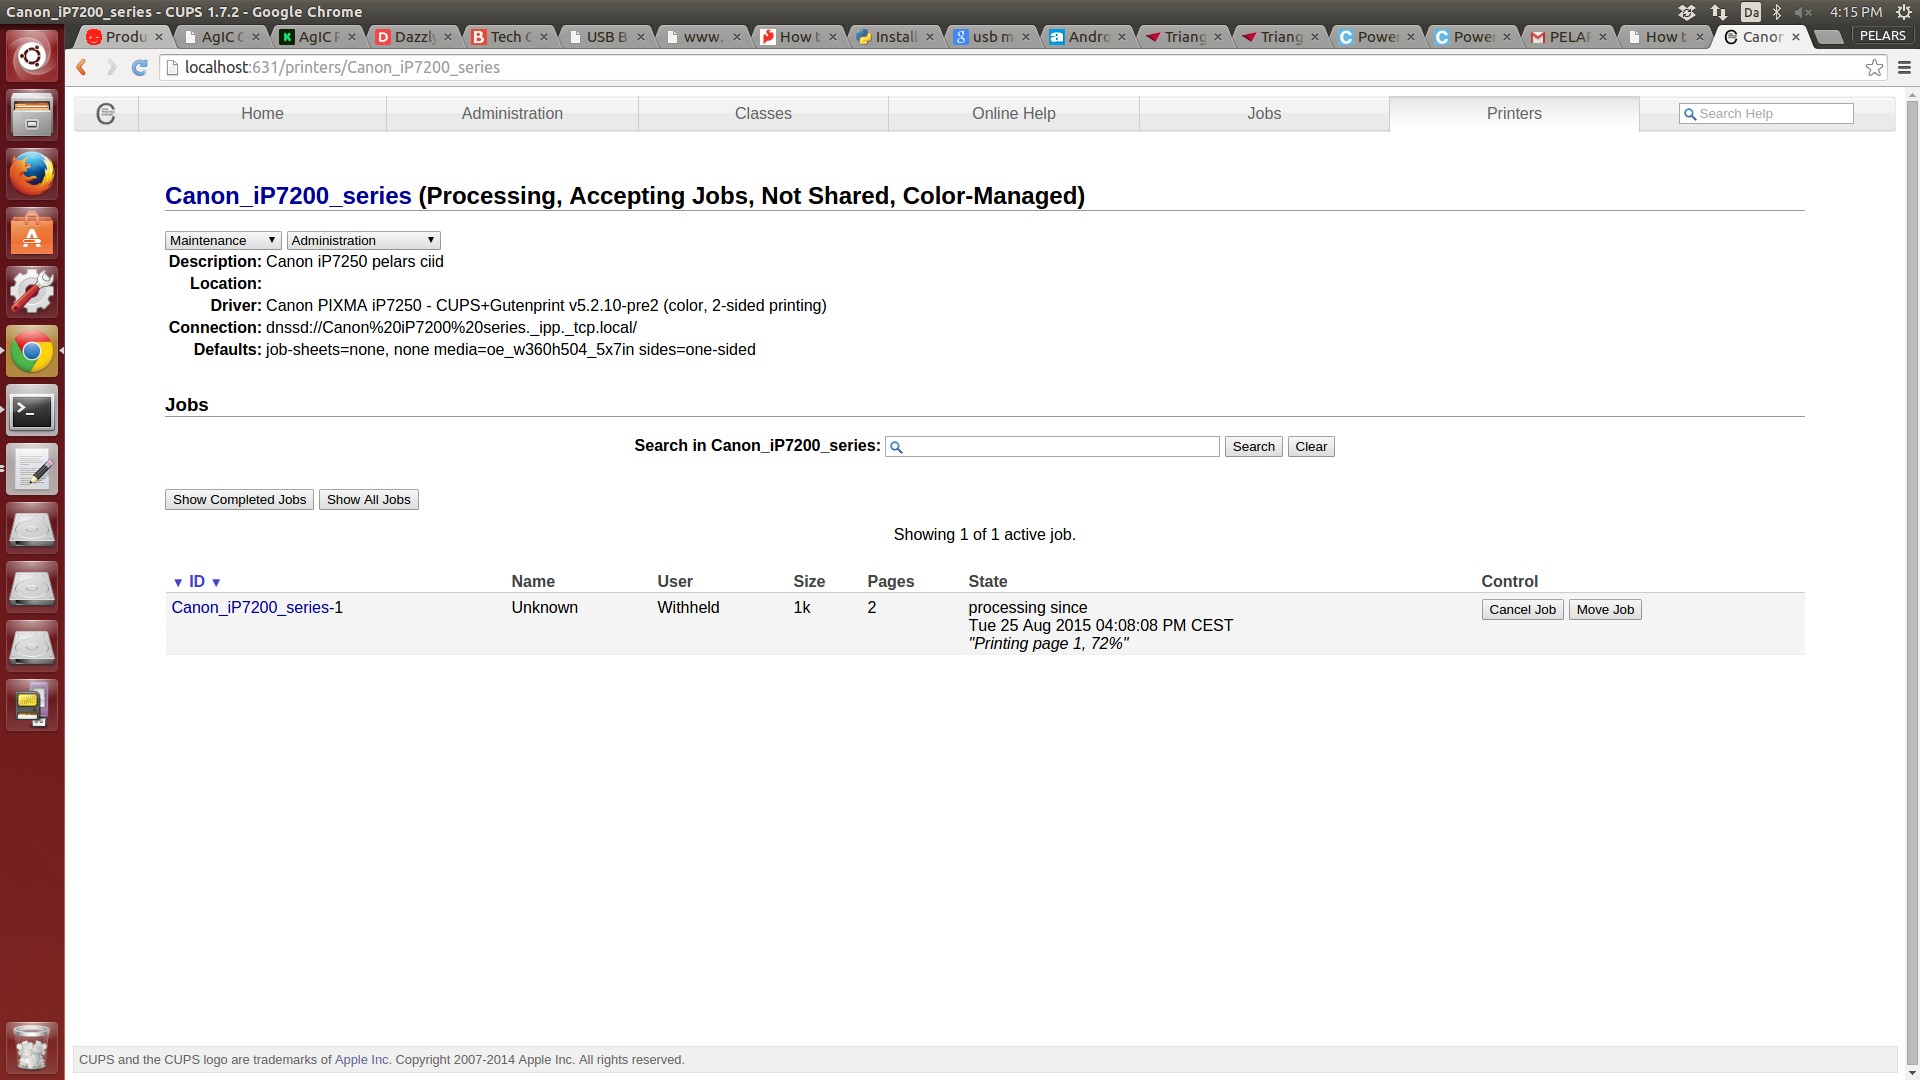 Canon_iP7200_series - CUPS 1.7.2 - Google Chrome
Da
4:15 PM
Produ
AgIC C
AgIC P
Dazzly
Tech C
USB B
www.
How t
Install
usb m
Andro
Triang
Triang
Power
Power
PELAR
How t
Canon
PELARS
localhost:631/printers/Canon_iP7200_series
Home
Administration
Classes
Online Help
Jobs
Printers
Search Help
Canon_iP7200_series (Processing, Accepting Jobs, Not Shared, Color-Managed)
Maintenance
Administration
Description: Canon iP7250 pelars ciid
Location:
Driver: Canon PIXMA iP7250 - CUPS+Gutenprint v5.2.10-pre2 (color, 2-sided printing)
Connection: dnssd://Canon%20iP7200%20series._ipp._tcp.local/
Defaults: job-sheets=none, none media=oe_w360h504_5x7in sides=one-sided
Jobs
Search in Canon_iP7200_series:
Search
Clear
Show Completed Jobs
Show All Jobs
Showing 1 of 1 active job.
▼ ID ▼
Name
User
Size
Pages
State
Control
Canon_iP7200_series-1
Unknown
Withheld
1k
2
processing since
Tue 25 Aug 2015 04:08:08 PM CEST
"Printing page 1, 72%"
Cancel Job
Move Job
CUPS and the CUPS logo are trademarks of Apple Inc. Copyright 2007-2014 Apple Inc. All rights reserved.